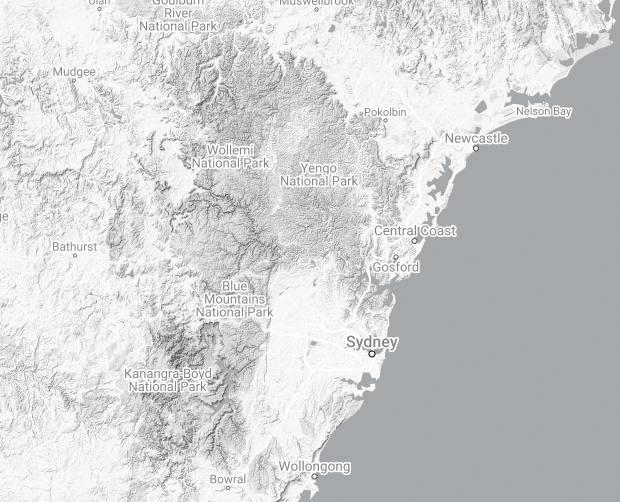 Goulburn
River
National Park
Muswellbrook
Mudgee
Pokolbin
Nelson Bay
Newcastle
Wollemi
National Park
Yengo
National Park
Central Coast
Bathurst
Gosford
Blue
Mountains
National Park
Sydney
Kananngra-Boyd
National Park
Wollongong
Bowral